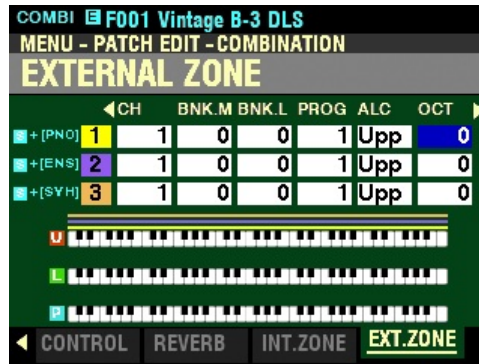 COMBI E F001 Vintage B-3 DLS
MENU - PATCH EDIT - COMBINATION
EXTERNAL ZONE
CH BNK.M BNK.L PROG ALC OCT
S + [PNO] 1 1 0 0 1 Upp 0
S + [ENS] 2 1 0 0 1 Upp 0
S + [SYH] 3 1 0 0 1 Upp 0
U
L
P
CONTROL REVERB INT.ZONE EXT.ZONE